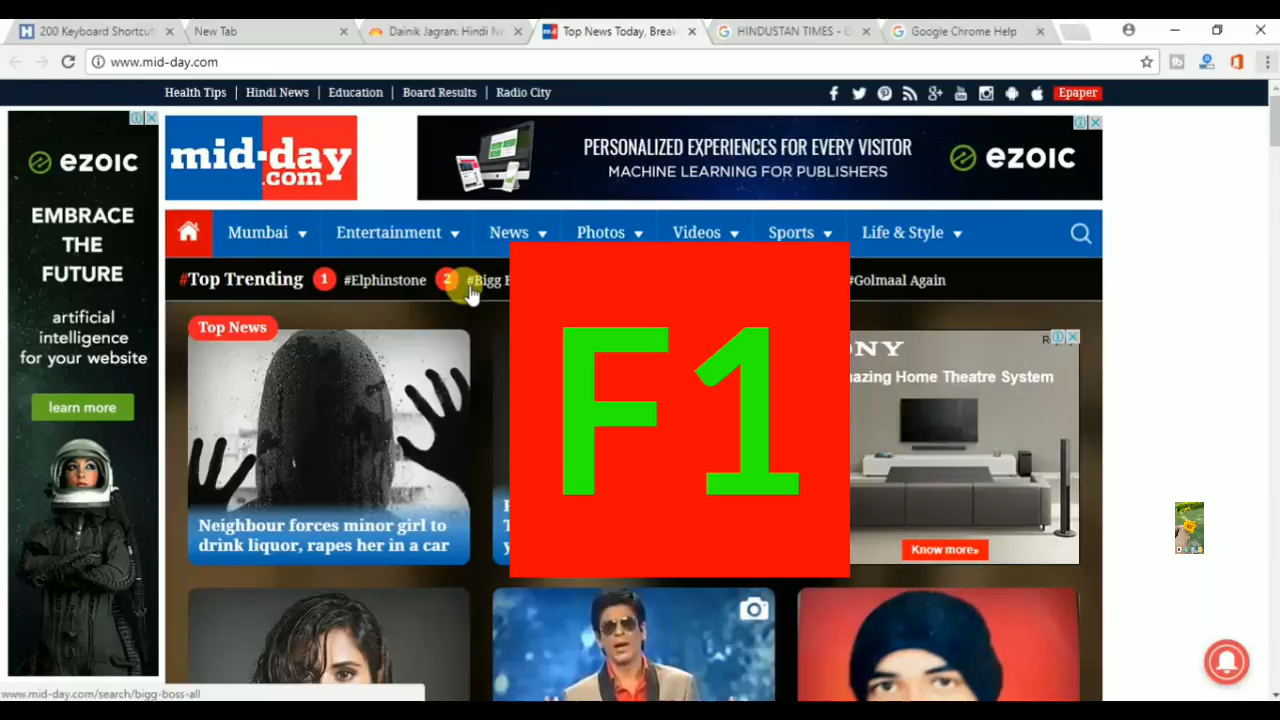 200 Keyboard Shortcut
New Tab
Dainik Jagran: Hindi N
Top News Today, Break
HINDUSTAN TIMES - G
Google Chrome Help
www.mid-day.com
Health Tips | Hindi News | Education | Board Results | Radio City
Epaper
ezoic
EMBRACE
THE
FUTURE
artificial
intelligence
for your website
learn more
mid-day
.com
PERSONALIZED EXPERIENCES FOR EVERY VISITOR
MACHINE LEARNING FOR PUBLISHERS
ezoic
Mumbai Entertainment News Photos Videos Sports Life & Style
#Top Trending 1 #Elphinstone 2 #Bigg #Golmaal Again
F1
Top News
Neighbour forces minor girl to
drink liquor, rapes her in a car
NY
azing Home Theatre System
Know more»
www.mid-day.com/search/bigg-boss-all